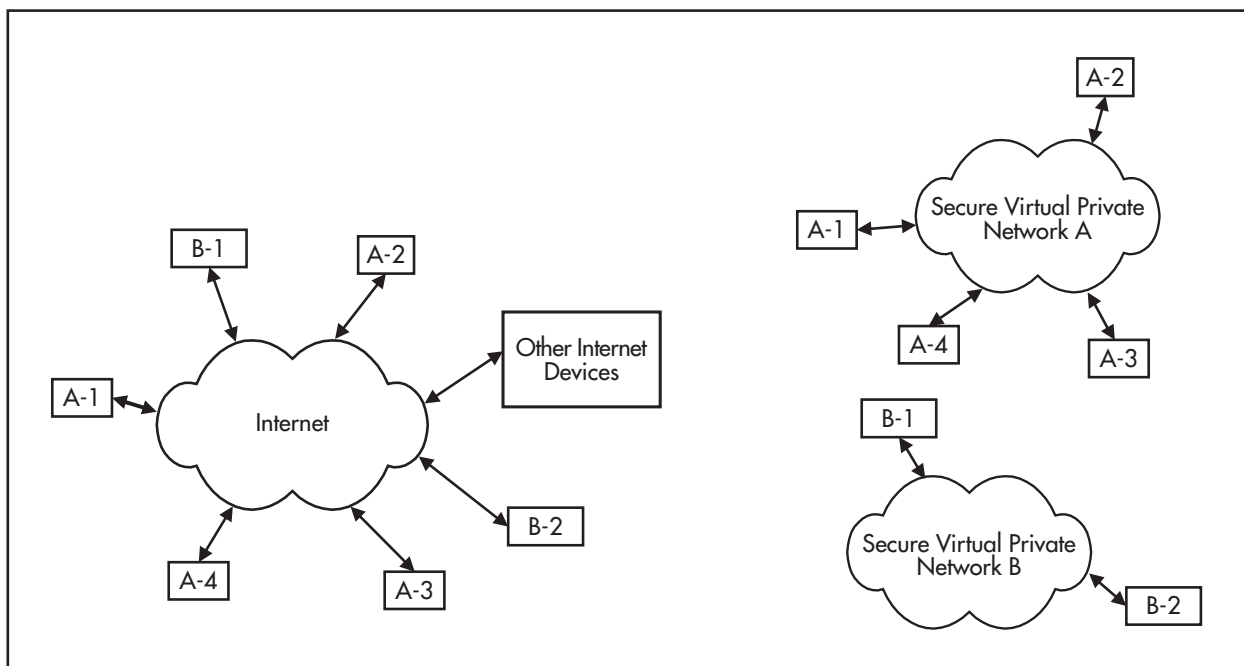 B-1
A-2
Other Internet
Devices
A-1
Internet
B-2
A-4
A-3
A-2
Secure Virtual Private
Network A
A-1
A-4
A-3
B-1
Secure Virtual Private
Network B
B-2